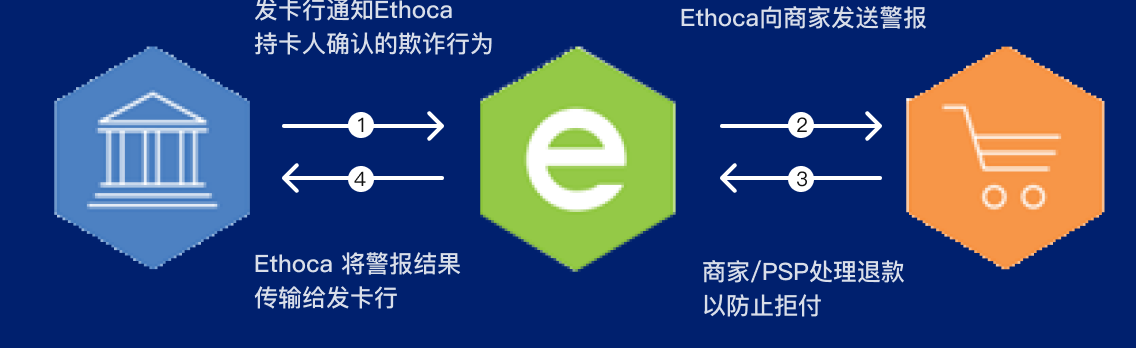 发卡行通知Ethoca
持卡人确认的欺诈行为
Ethoca向商家发送警报
1
2
4
3
Ethoca 将警报结果
传输给发卡行
商家/PSP处理退款
以防止拒付
e